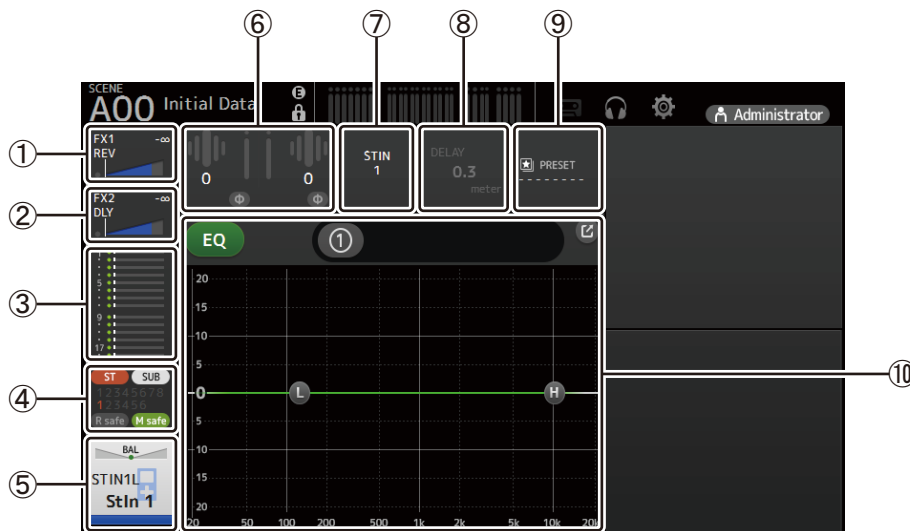 ⑥ ⑦ ⑧ ⑨
SCENE
A00 Initial Data
E
Administrator
①
FX1 -∞
REV
0 0
Φ Φ
STIN
1
DELAY
0.3
meter
PRESET
②
FX2 -∞
DLY
EQ ①
③
1
5
9
17
④
ST SUB
12345678
123456
R safe M safe
⑤
BAL
STIN1L
StIn 1
20
15
10
5
0 L H
5
10
15
20
20 50 100 200 500 1k 2k 5k 10k 20k
⑩